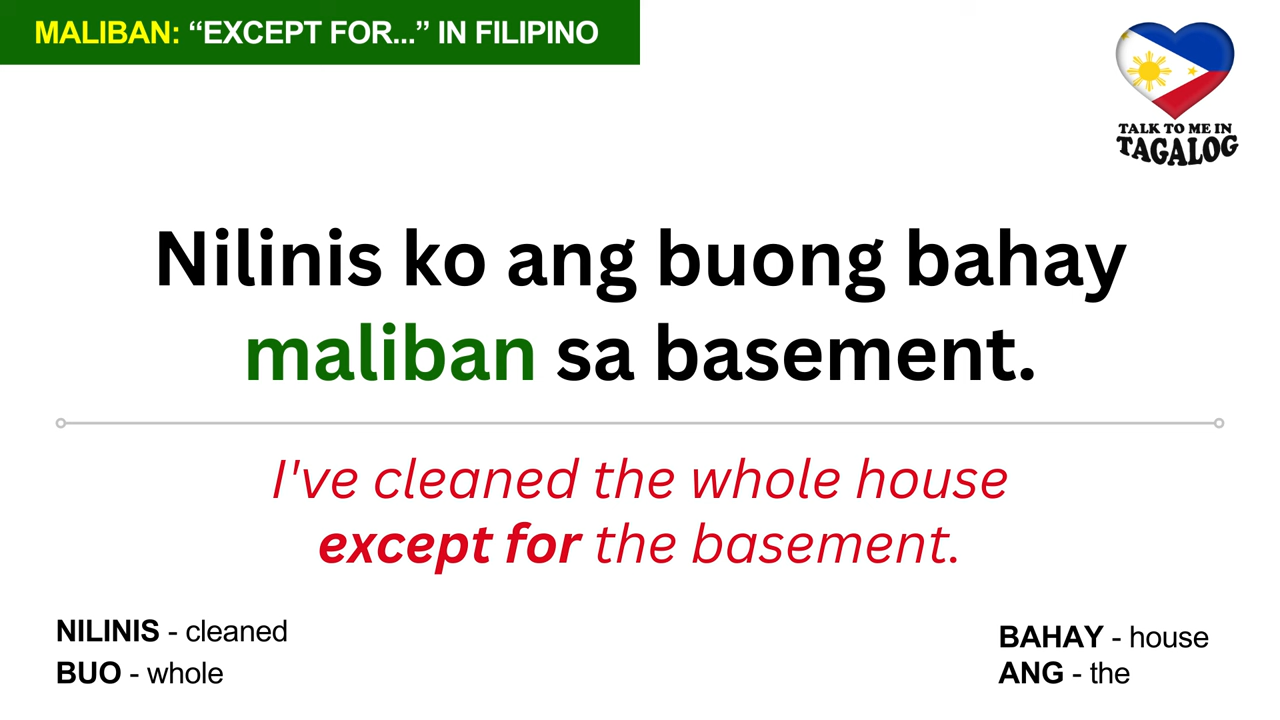 MALIBAN: “EXCEPT FOR...” IN FILIPINO
TALK TO ME IN
TAGALOG
Nilinis ko ang buong bahay
maliban sa basement.
I've cleaned the whole house
except for the basement.
NILINIS - cleaned
BUO - whole
BAHAY - house
ANG - the